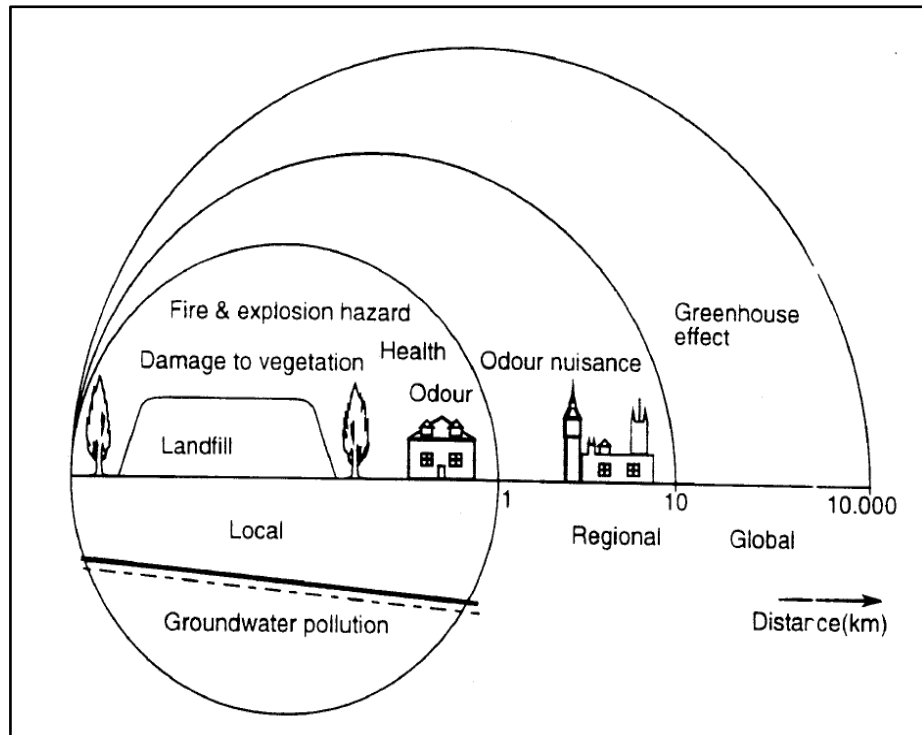 Fire & explosion hazard
Damage to vegetation
Health
Odour
Landfill
Odour nuisance
Greenhouse
effect
1
10
10.000
Local
Regional
Global
Groundwater pollution
Distance(km)